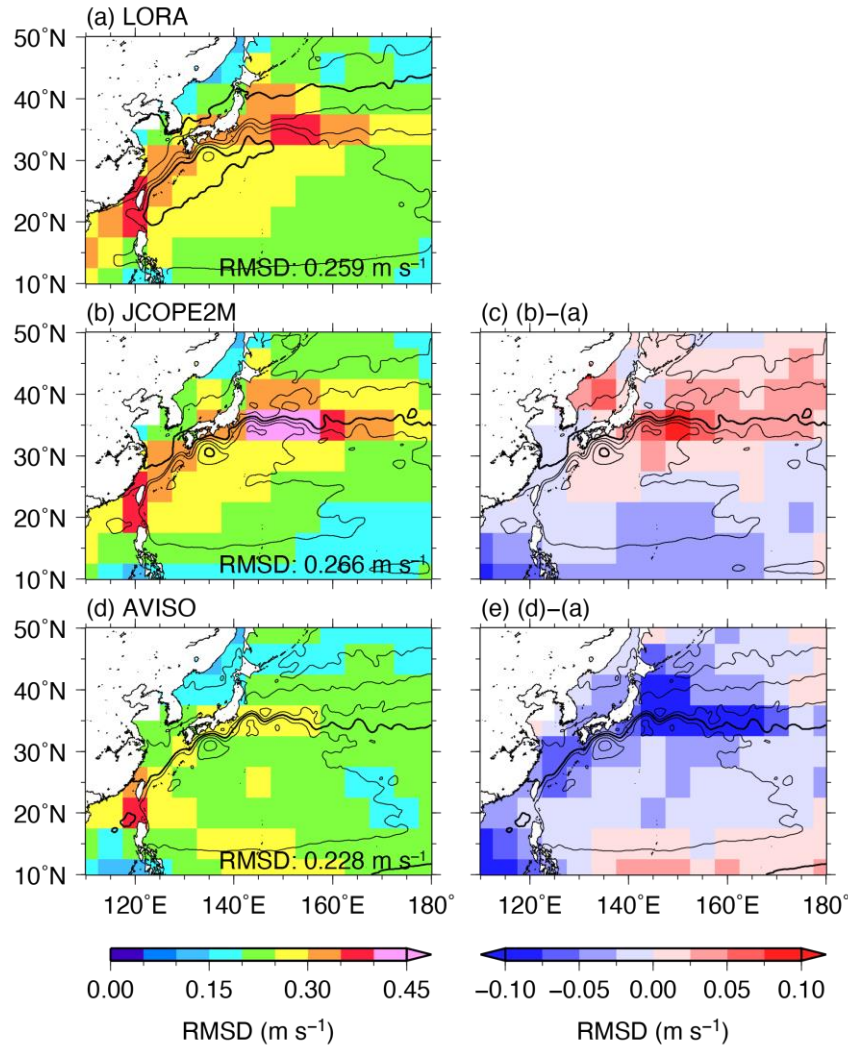 (a) LORA
50°N
40°N
30°N
20°N
10°N
RMSD: 0.259 m s⁻¹
(b) JCOPE2M
50°N
40°N
30°N
20°N
10°N
RMSD: 0.266 m s⁻¹
(c) (b)−(a)
(d) AVISO
50°N
40°N
30°N
20°N
10°N
RMSD: 0.228 m s⁻¹
120°E 140°E 160°E 180°
(e) (d)−(a)
120°E 140°E 160°E 180°
0.00 0.15 0.30 0.45
RMSD (m s⁻¹)
−0.10 −0.05 0.00 0.05 0.10
RMSD (m s⁻¹)